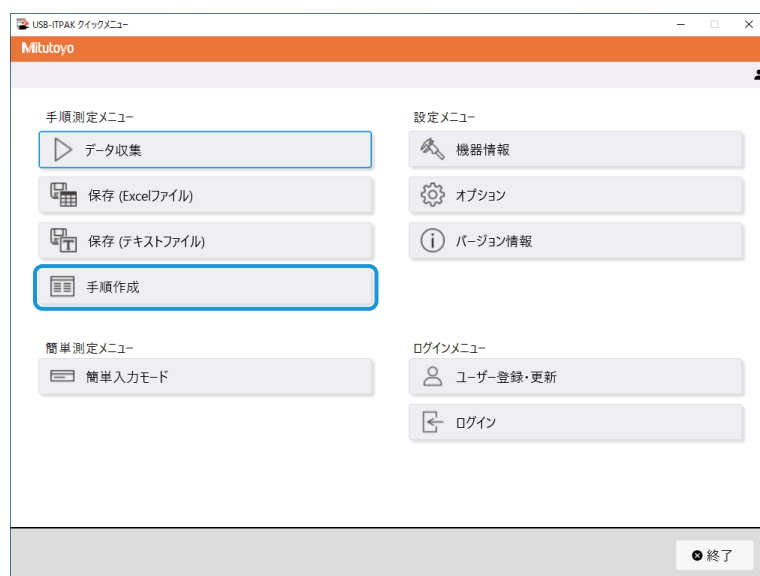 USB-ITPAK クイックメニュー
Mitutoyo
手順測定メニュー
データ収集
保存 (Excelファイル)
保存 (テキストファイル)
手順作成
簡単測定メニュー
簡単入力モード
設定メニュー
機器情報
オプション
バージョン情報
ログインメニュー
ユーザー登録・更新
ログイン
終了